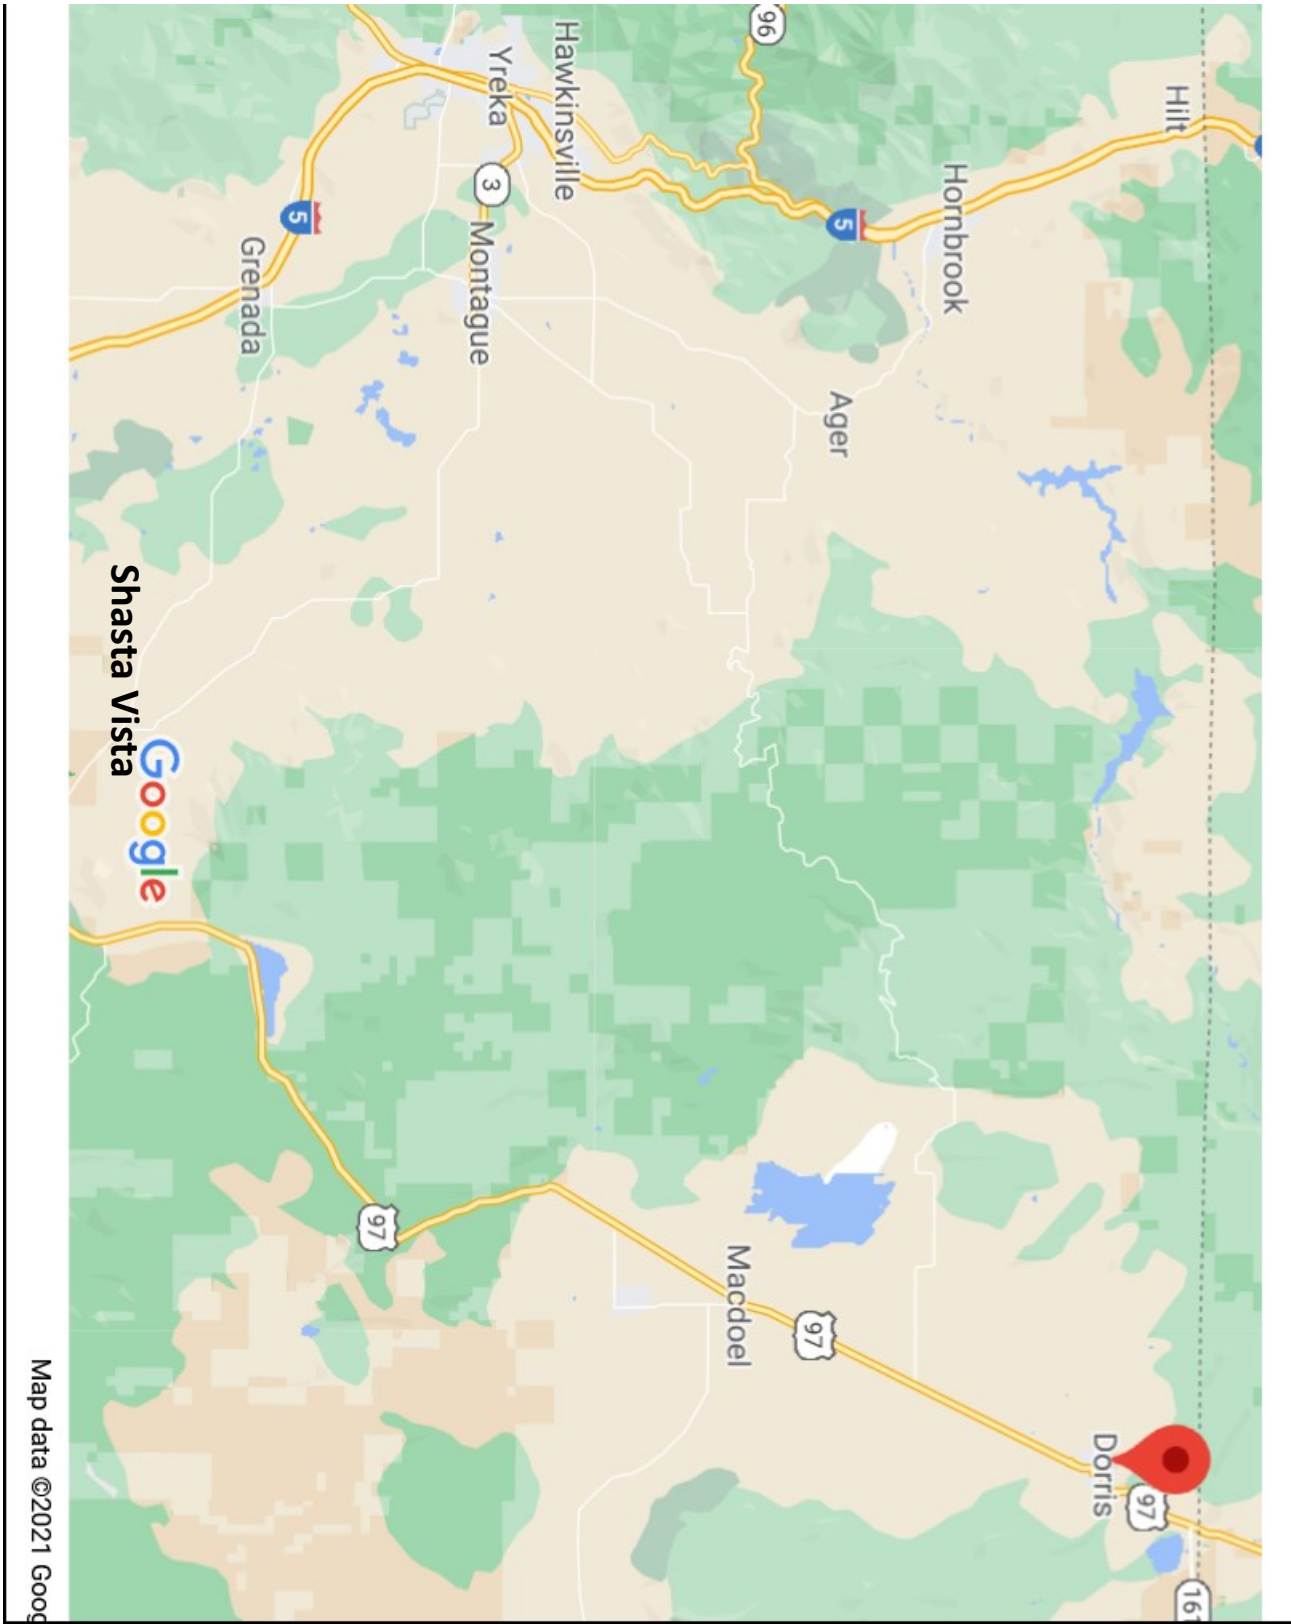 Hilt
96
Hornbrook
5
Hawkinsville
Yreka
3
Montague
Ager
5
Grenada
161
97
Dorris
97
Macdoel
97
Shasta Vista
Google
Map data ©2021 Goog